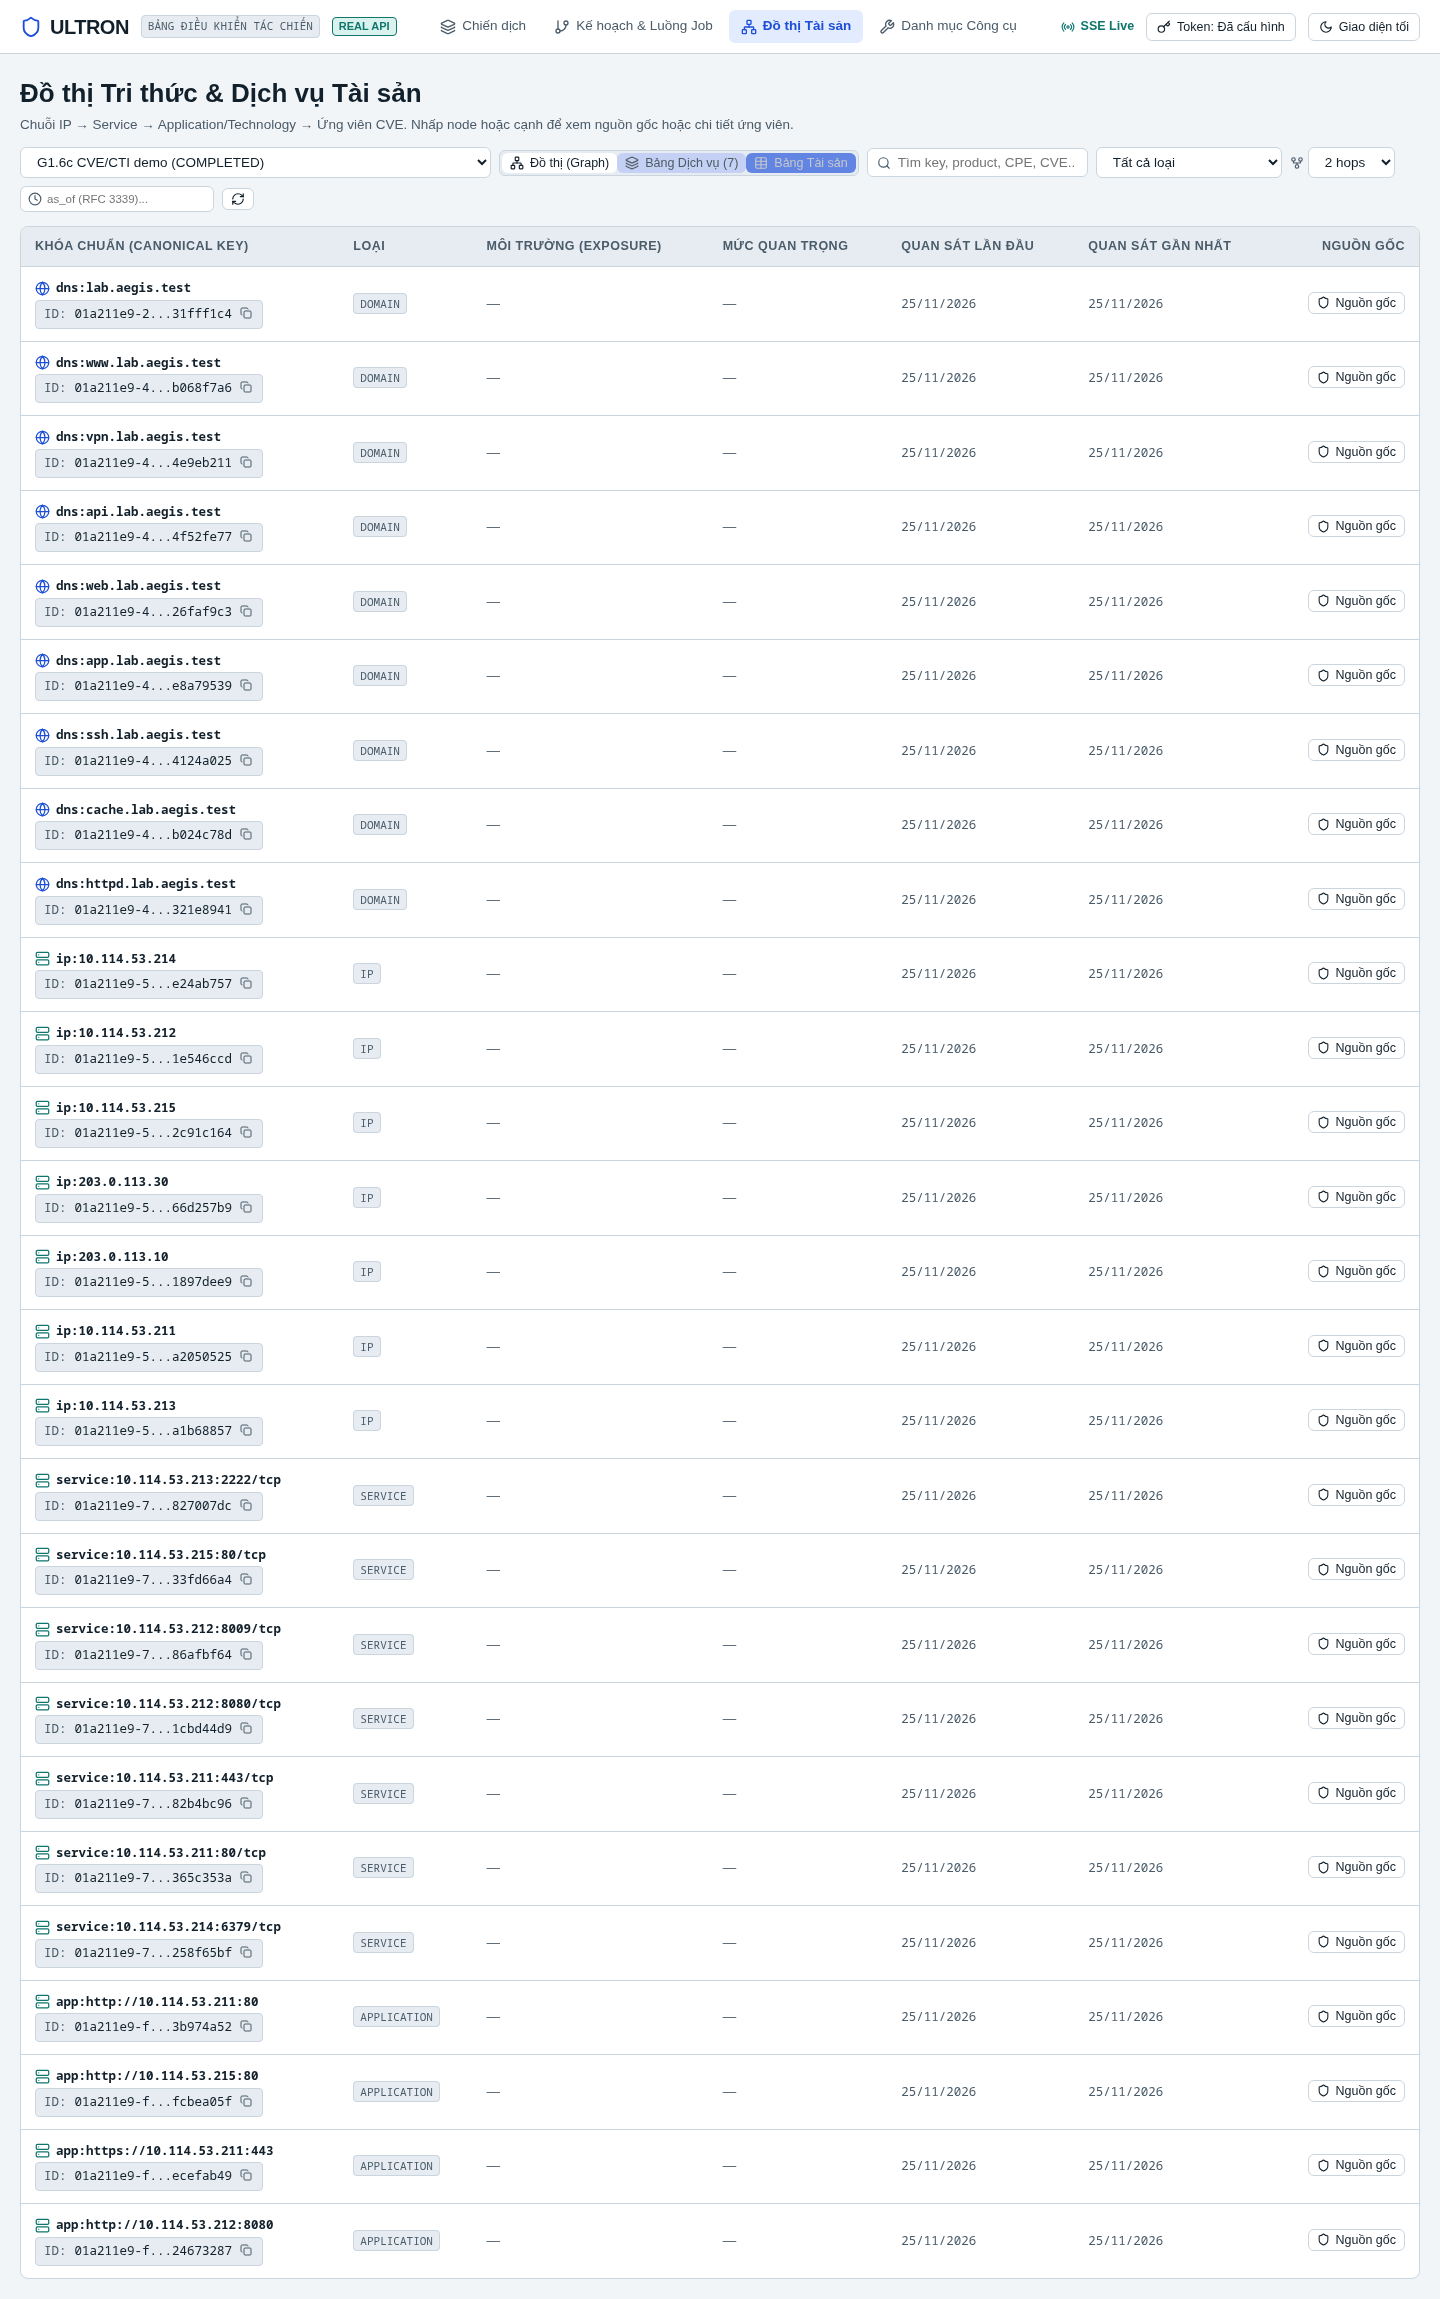 ULTRON BẢNG ĐIỀU KHIỂN TÁC CHIẾN REAL API Chiến dịch Kế hoạch & Luồng Job Đồ thị Tài sản Danh mục Công cụ SSE Live Token: Đã cấu hình Giao diện tối
Đồ thị Tri thức & Dịch vụ Tài sản
Chuỗi IP → Service → Application/Technology → Ứng viên CVE. Nhấp node hoặc cạnh để xem nguồn gốc hoặc chi tiết ứng viên.
G1.6c CVE/CTI demo (COMPLETED) Đồ thị (Graph) Bảng Dịch vụ (7) Bảng Tài sản Tìm key, product, CPE, CVE.. Tất cả loại 2 hops
as_of (RFC 3339)...
KHÓA CHUẨN (CANONICAL KEY) LOẠI MÔI TRƯỜNG (EXPOSURE) MỨC QUAN TRỌNG QUAN SÁT LẦN ĐẦU QUAN SÁT GẦN NHẤT NGUỒN GỐC
dns:lab.aegis.test
ID: 01a211e9-2...31fff1c4 DOMAIN — — 25/11/2026 25/11/2026 Nguồn gốc
dns:www.lab.aegis.test
ID: 01a211e9-4...b068f7a6 DOMAIN — — 25/11/2026 25/11/2026 Nguồn gốc
dns:vpn.lab.aegis.test
ID: 01a211e9-4...4e9eb211 DOMAIN — — 25/11/2026 25/11/2026 Nguồn gốc
dns:api.lab.aegis.test
ID: 01a211e9-4...4f52fe77 DOMAIN — — 25/11/2026 25/11/2026 Nguồn gốc
dns:web.lab.aegis.test
ID: 01a211e9-4...26faf9c3 DOMAIN — — 25/11/2026 25/11/2026 Nguồn gốc
dns:app.lab.aegis.test
ID: 01a211e9-4...e8a79539 DOMAIN — — 25/11/2026 25/11/2026 Nguồn gốc
dns:ssh.lab.aegis.test
ID: 01a211e9-4...4124a025 DOMAIN — — 25/11/2026 25/11/2026 Nguồn gốc
dns:cache.lab.aegis.test
ID: 01a211e9-4...b024c78d DOMAIN — — 25/11/2026 25/11/2026 Nguồn gốc
dns:httpd.lab.aegis.test
ID: 01a211e9-4...321e8941 DOMAIN — — 25/11/2026 25/11/2026 Nguồn gốc
ip:10.114.53.214
ID: 01a211e9-5...e24ab757 IP — — 25/11/2026 25/11/2026 Nguồn gốc
ip:10.114.53.212
ID: 01a211e9-5...1e546ccd IP — — 25/11/2026 25/11/2026 Nguồn gốc
ip:10.114.53.215
ID: 01a211e9-5...2c91c164 IP — — 25/11/2026 25/11/2026 Nguồn gốc
ip:203.0.113.30
ID: 01a211e9-5...66d257b9 IP — — 25/11/2026 25/11/2026 Nguồn gốc
ip:203.0.113.10
ID: 01a211e9-5...1897dee9 IP — — 25/11/2026 25/11/2026 Nguồn gốc
ip:10.114.53.211
ID: 01a211e9-5...a2050525 IP — — 25/11/2026 25/11/2026 Nguồn gốc
ip:10.114.53.213
ID: 01a211e9-5...a1b68857 IP — — 25/11/2026 25/11/2026 Nguồn gốc
service:10.114.53.213:2222/tcp
ID: 01a211e9-7...827007dc SERVICE — — 25/11/2026 25/11/2026 Nguồn gốc
service:10.114.53.215:80/tcp
ID: 01a211e9-7...33fd66a4 SERVICE — — 25/11/2026 25/11/2026 Nguồn gốc
service:10.114.53.212:8009/tcp
ID: 01a211e9-7...86afbf64 SERVICE — — 25/11/2026 25/11/2026 Nguồn gốc
service:10.114.53.212:8080/tcp
ID: 01a211e9-7...1cbd44d9 SERVICE — — 25/11/2026 25/11/2026 Nguồn gốc
service:10.114.53.211:443/tcp
ID: 01a211e9-7...82b4bc96 SERVICE — — 25/11/2026 25/11/2026 Nguồn gốc
service:10.114.53.211:80/tcp
ID: 01a211e9-7...365c353a SERVICE — — 25/11/2026 25/11/2026 Nguồn gốc
service:10.114.53.214:6379/tcp
ID: 01a211e9-7...258f65bf SERVICE — — 25/11/2026 25/11/2026 Nguồn gốc
app:http://10.114.53.211:80
ID: 01a211e9-f...3b974a52 APPLICATION — — 25/11/2026 25/11/2026 Nguồn gốc
app:http://10.114.53.215:80
ID: 01a211e9-f...fcbea05f APPLICATION — — 25/11/2026 25/11/2026 Nguồn gốc
app:https://10.114.53.211:443
ID: 01a211e9-f...ecefab49 APPLICATION — — 25/11/2026 25/11/2026 Nguồn gốc
app:http://10.114.53.212:8080
ID: 01a211e9-f...24673287 APPLICATION — — 25/11/2026 25/11/2026 Nguồn gốc